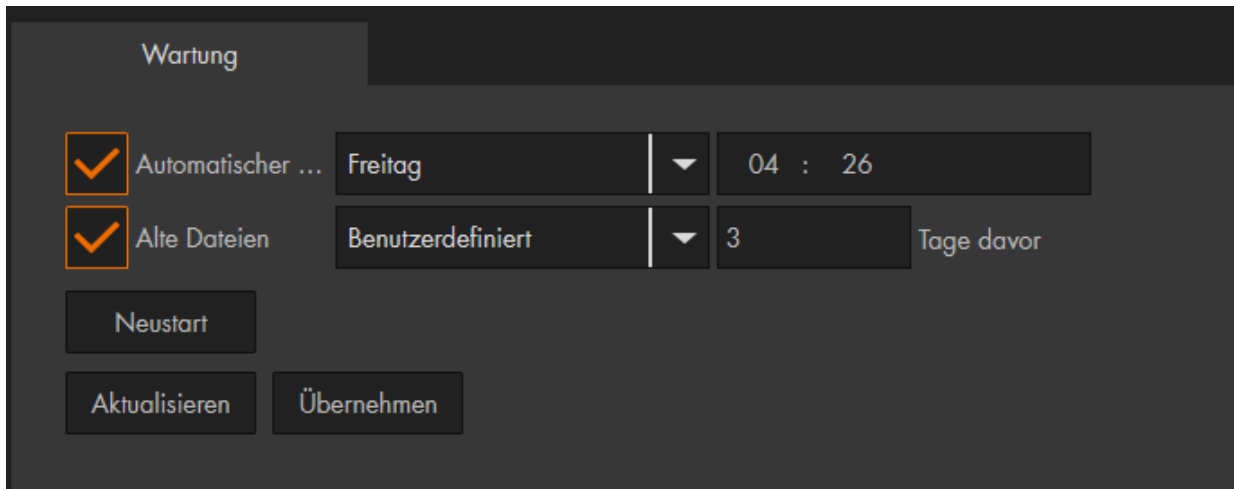 Wartung
Automatischer ... Freitag 04 : 26
Alte Dateien Benutzerdefiniert 3 Tage davor
Neustart
Aktualisieren Übernehmen